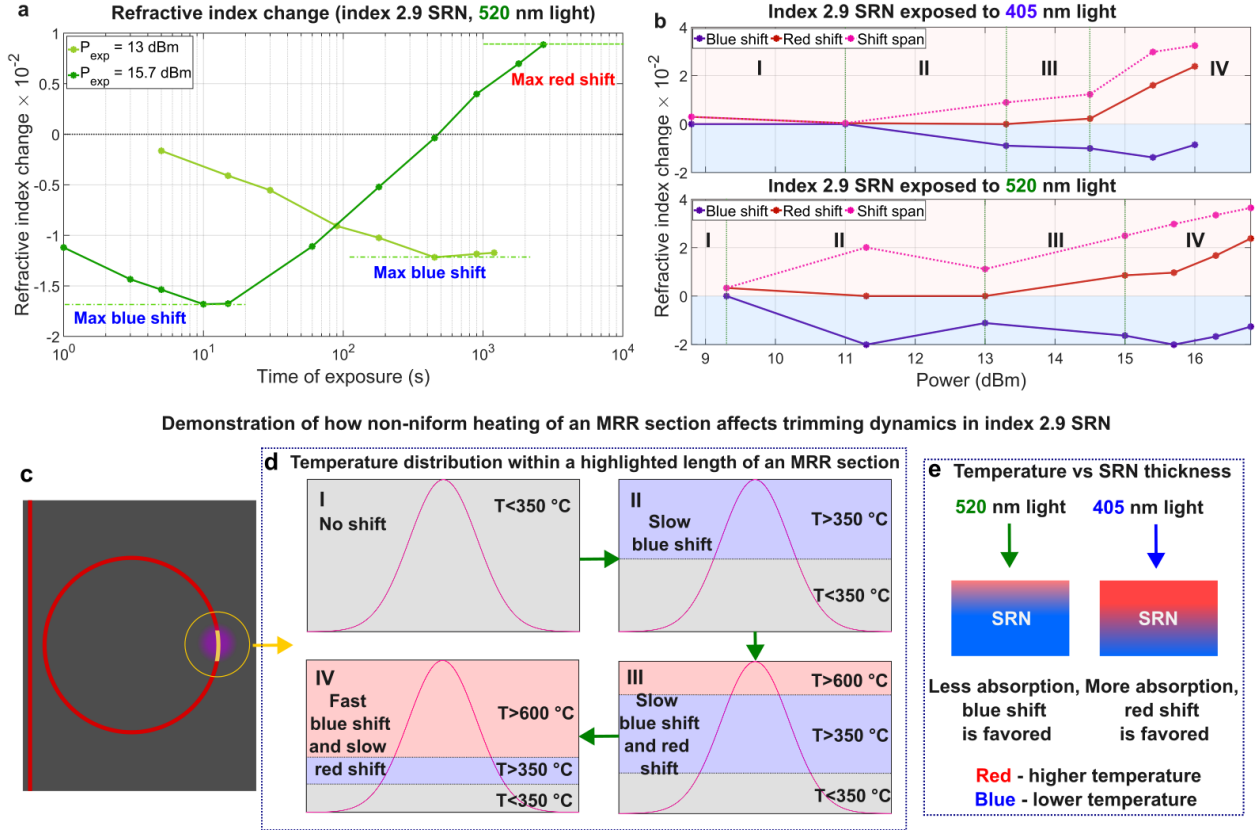 a
Refractive index change (index 2.9 SRN, 520 nm light)
Refractive index change × 10⁻²
1
0.5
0
-0.5
-1
-1.5
-2
P_exp = 13 dBm
P_exp = 15.7 dBm
Max red shift
Max blue shift
Max blue shift
10⁰
10¹
10²
10³
10⁴
Time of exposure (s)
b
Index 2.9 SRN exposed to 405 nm light
Refractive index change × 10⁻²
4
2
0
-2
Blue shift Red shift Shift span
I
II
III
IV
Index 2.9 SRN exposed to 520 nm light
4
2
0
-2
Blue shift Red shift Shift span
I
II
III
IV
9
10
11
12
13
14
15
16
Power (dBm)
Demonstration of how non-niform heating of an MRR section affects trimming dynamics in index 2.9 SRN
c
d
Temperature distribution within a highlighted length of an MRR section
I
No shift
T<350 °C
II
Slow
blue shift
T>350 °C
T<350 °C
IV
Fast
blue shift
and slow
red shift
T>600 °C
T>350 °C
T<350 °C
III
Slow
blue shift
and red
shift
T>600 °C
T>350 °C
T<350 °C
e
Temperature vs SRN thickness
520 nm light
405 nm light
SRN
SRN
Less absorption,
blue shift
is favored
More absorption,
red shift
is favored
Red - higher temperature
Blue - lower temperature